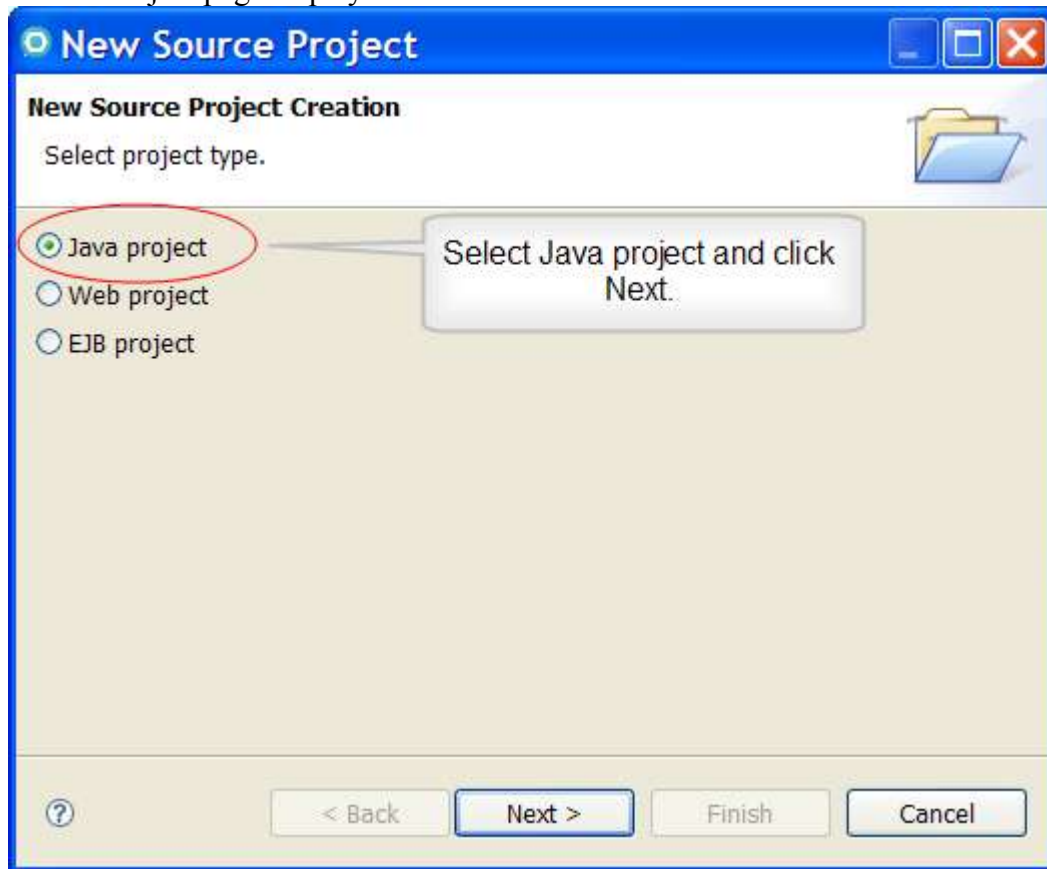 New Source Project
New Source Project Creation
Select project type.
Java project
Select Java project and click
Next.
Web project
EJB project
< Back Next > Finish Cancel